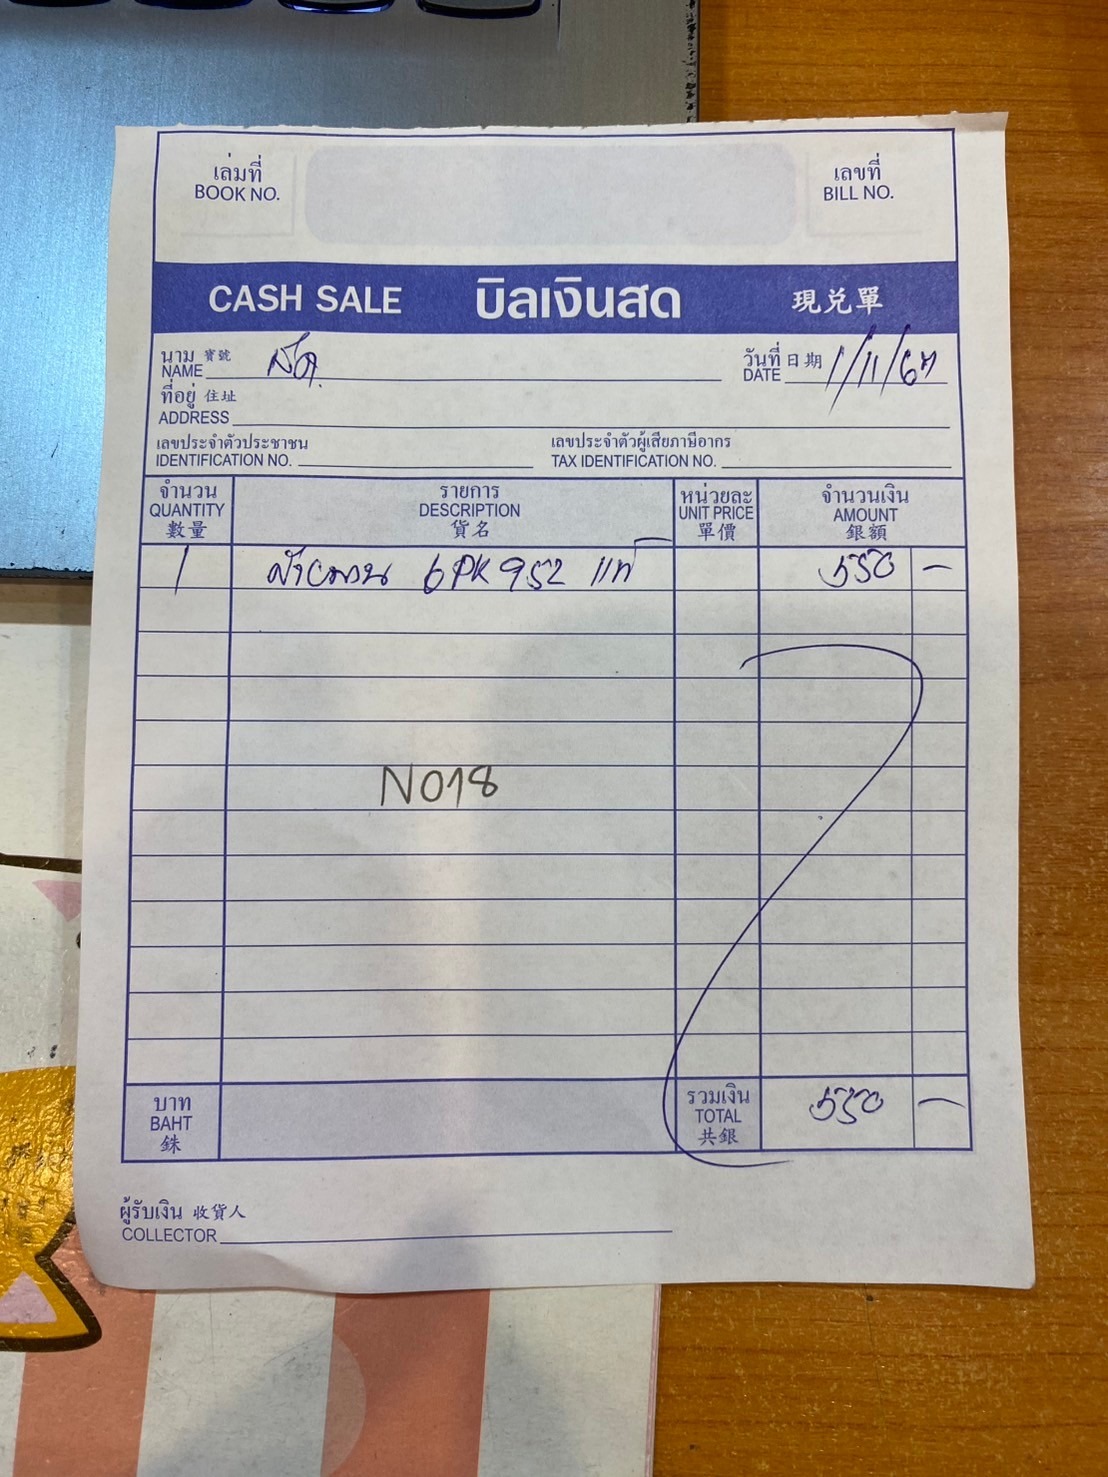 เล่มที่
BOOK NO.
เลขที่
BILL NO.
CASH SALE บิลเงินสด 現兑單
นาม 寶號
NAME สด
วันที่ 日期
DATE 1/11/67
ที่อยู่ 住址
ADDRESS
เลขประจำตัวประชาชน
IDENTIFICATION NO.
เลขประจำตัวผู้เสียภาษีอากร
TAX IDENTIFICATION NO.
จำนวน
QUANTITY
數量
รายการ
DESCRIPTION
貨名
หน่วยละ
UNIT PRICE
單價
จำนวนเงิน
AMOUNT
銀額
1 สายพาน 6PK 952 แท้ 550 -
NO18
บาท
BAHT
銖
รวมเงิน
TOTAL
共銀
550 -
ผู้รับเงิน 收貨人
COLLECTOR